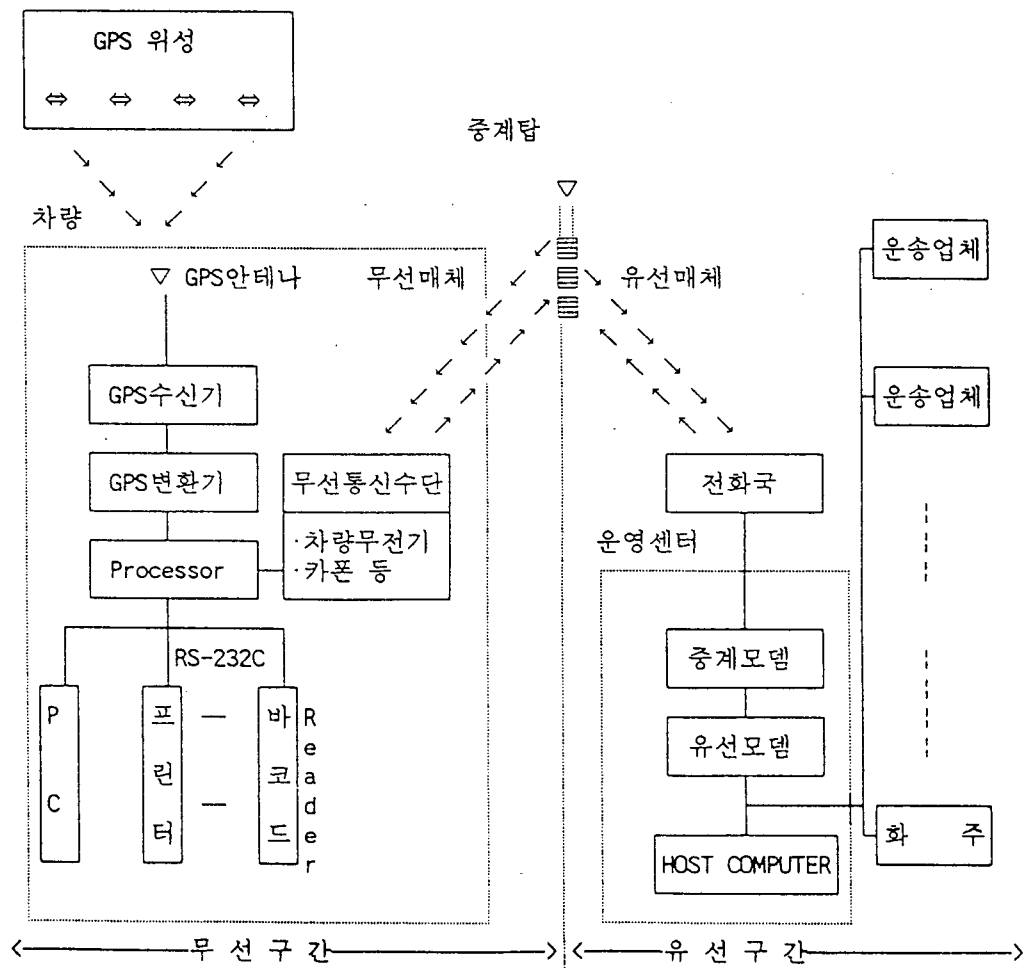 GPS 위성
⇔ ⇔ ⇔ ⇔
중계탑
차량
운송업체
GPS안테나
무선매체
유선매체
GPS수신기
운송업체
GPS변환기
무선통신수단
전화국
Processor
·차량무전기
·카폰 등
운영센터
RS-232C
중계모뎀
PC
프린터
바코드
Reader
유선모뎀
화 주
HOST COMPUTER
무 선 구 간
유 선 구 간